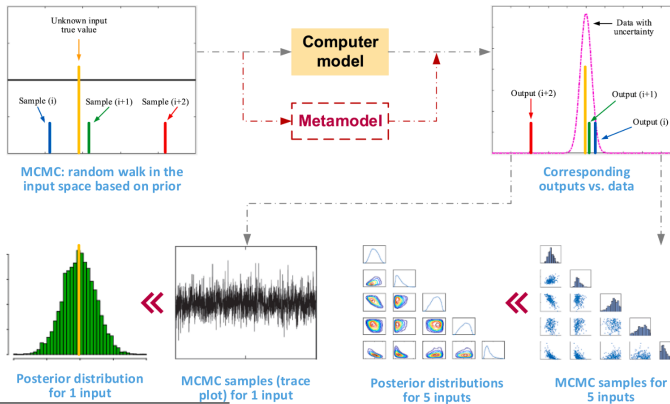 Unknown input
true value
Sample (i)
Sample (i+1)
Sample (i+2)
MCMC: random walk in the
input space based on prior
Computer
model
Metamodel
Data with
uncertainty
Output (i+2)
Output (i+1)
Output (i)
Corresponding
outputs vs. data
Posterior distribution
for 1 input
MCMC samples (trace
plot) for 1 input
Posterior distributions
for 5 inputs
MCMC samples for
5 inputs